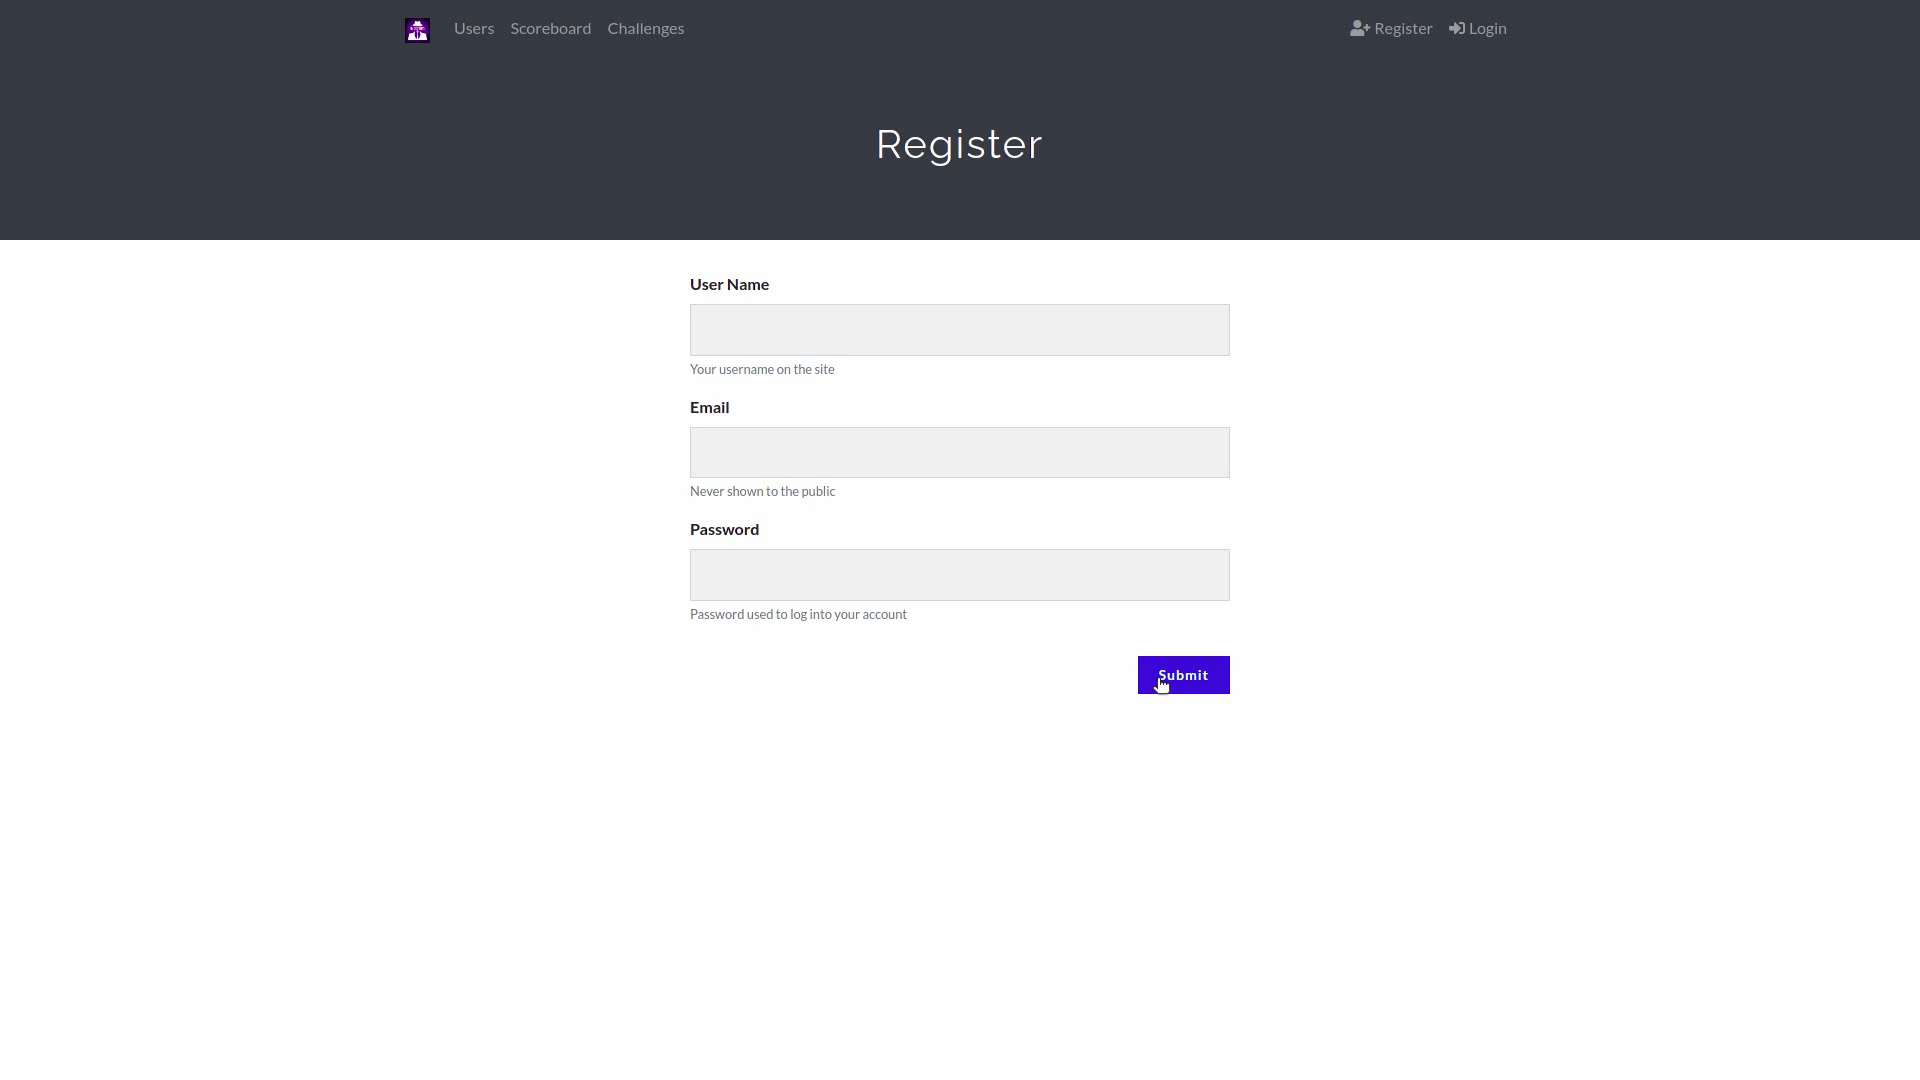 Users Scoreboard Challenges Register Login
Register
User Name
Your username on the site
Email
Never shown to the public
Password
Password used to log into your account
Submit